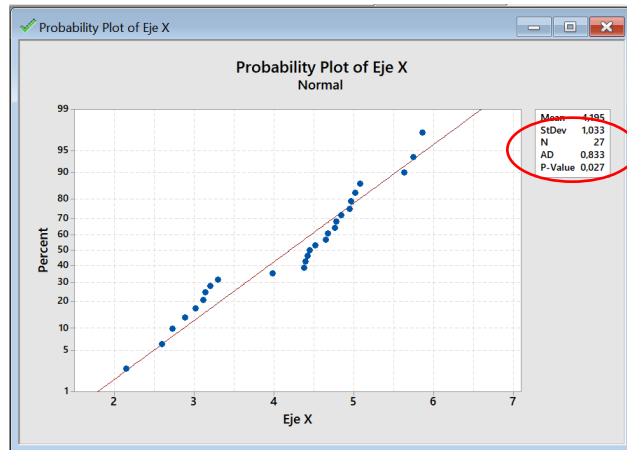 Probability Plot of Eje X
Probability Plot of Eje X
Normal
Mean 4,195
StDev 1,033
N 27
AD 0,833
P-Value 0,027
Percent
99
95
90
80
70
60
50
40
30
20
10
5
1
2 3 4 5 6 7
Eje X